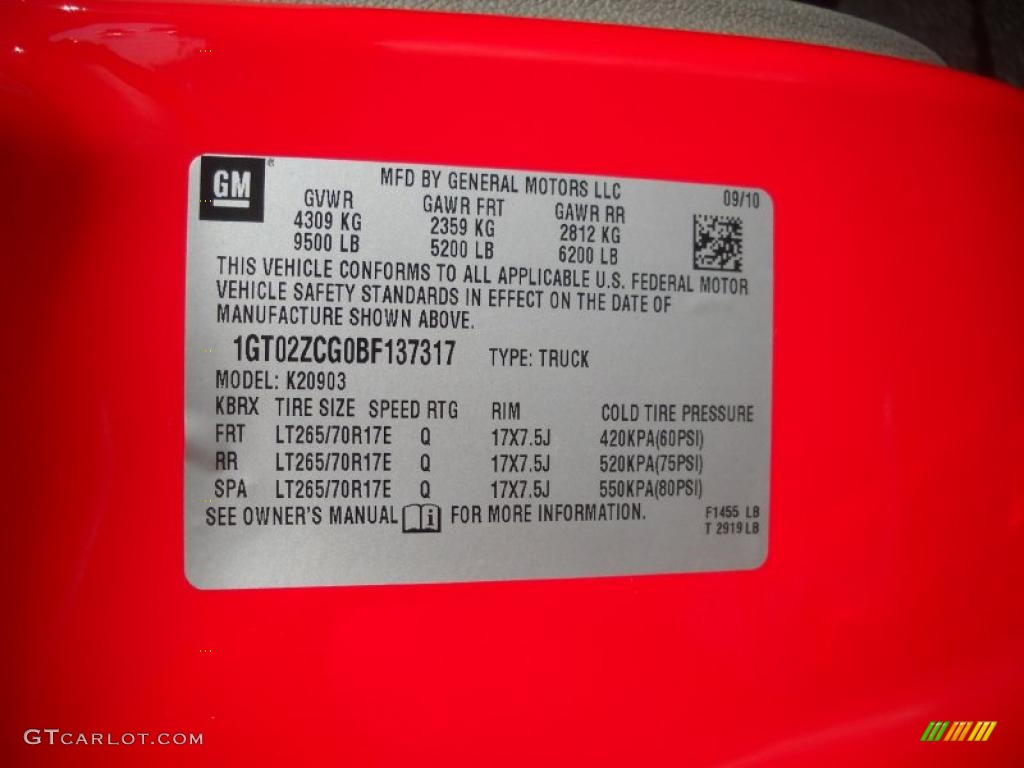 GM
MFD BY GENERAL MOTORS LLC
09/10
GVWR GAWR FRT GAWR RR
4309 KG 2359 KG 2812 KG
9500 LB 5200 LB 6200 LB
THIS VEHICLE CONFORMS TO ALL APPLICABLE U.S. FEDERAL MOTOR
VEHICLE SAFETY STANDARDS IN EFFECT ON THE DATE OF
MANUFACTURE SHOWN ABOVE.
1GT02ZCG0BF137317 TYPE: TRUCK
MODEL: K20903
KBRX TIRE SIZE SPEED RTG RIM COLD TIRE PRESSURE
FRT LT265/70R17E Q 17X7.5J 420KPA(60PSI)
RR LT265/70R17E Q 17X7.5J 520KPA(75PSI)
SPA LT265/70R17E Q 17X7.5J 550KPA(80PSI)
SEE OWNER'S MANUAL i FOR MORE INFORMATION.
F1455 LB
T 2919 LB
GTCARLOT.COM